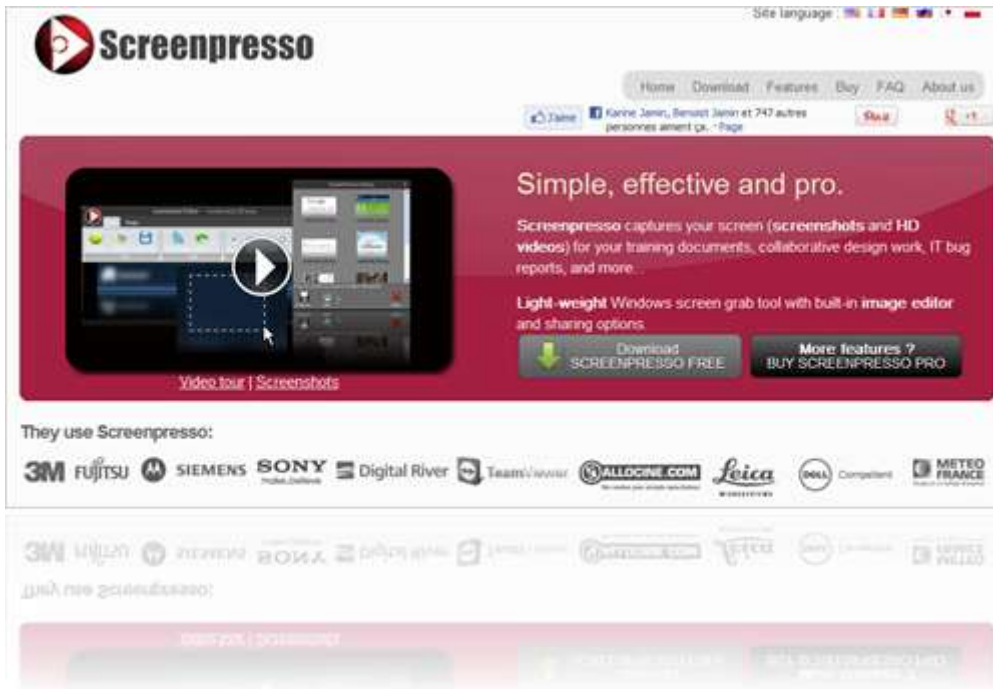 Site language :
Screenpresso
Home Download Features Buy FAQ About us
J'aime
Karine Jamin, Benoist Jamin et 747 autres
personnes aiment ça. · Page
Pin it
+1
Simple, effective and pro.
Screenpresso captures your screen (screenshots and HD
videos) for your training documents, collaborative design work, IT bug
reports, and more.
Light-weight Windows screen grab tool with built-in image editor
and sharing options.
Download
SCREENPRESSO FREE
More features ?
BUY SCREENPRESSO PRO
Video tour | Screenshots
They use Screenpresso:
3M FUJITSU SIEMENS SONY Digital River TeamViewer ALLOCINE.COM Leica DELL METEO
FRANCE
MICROSYSTEMS